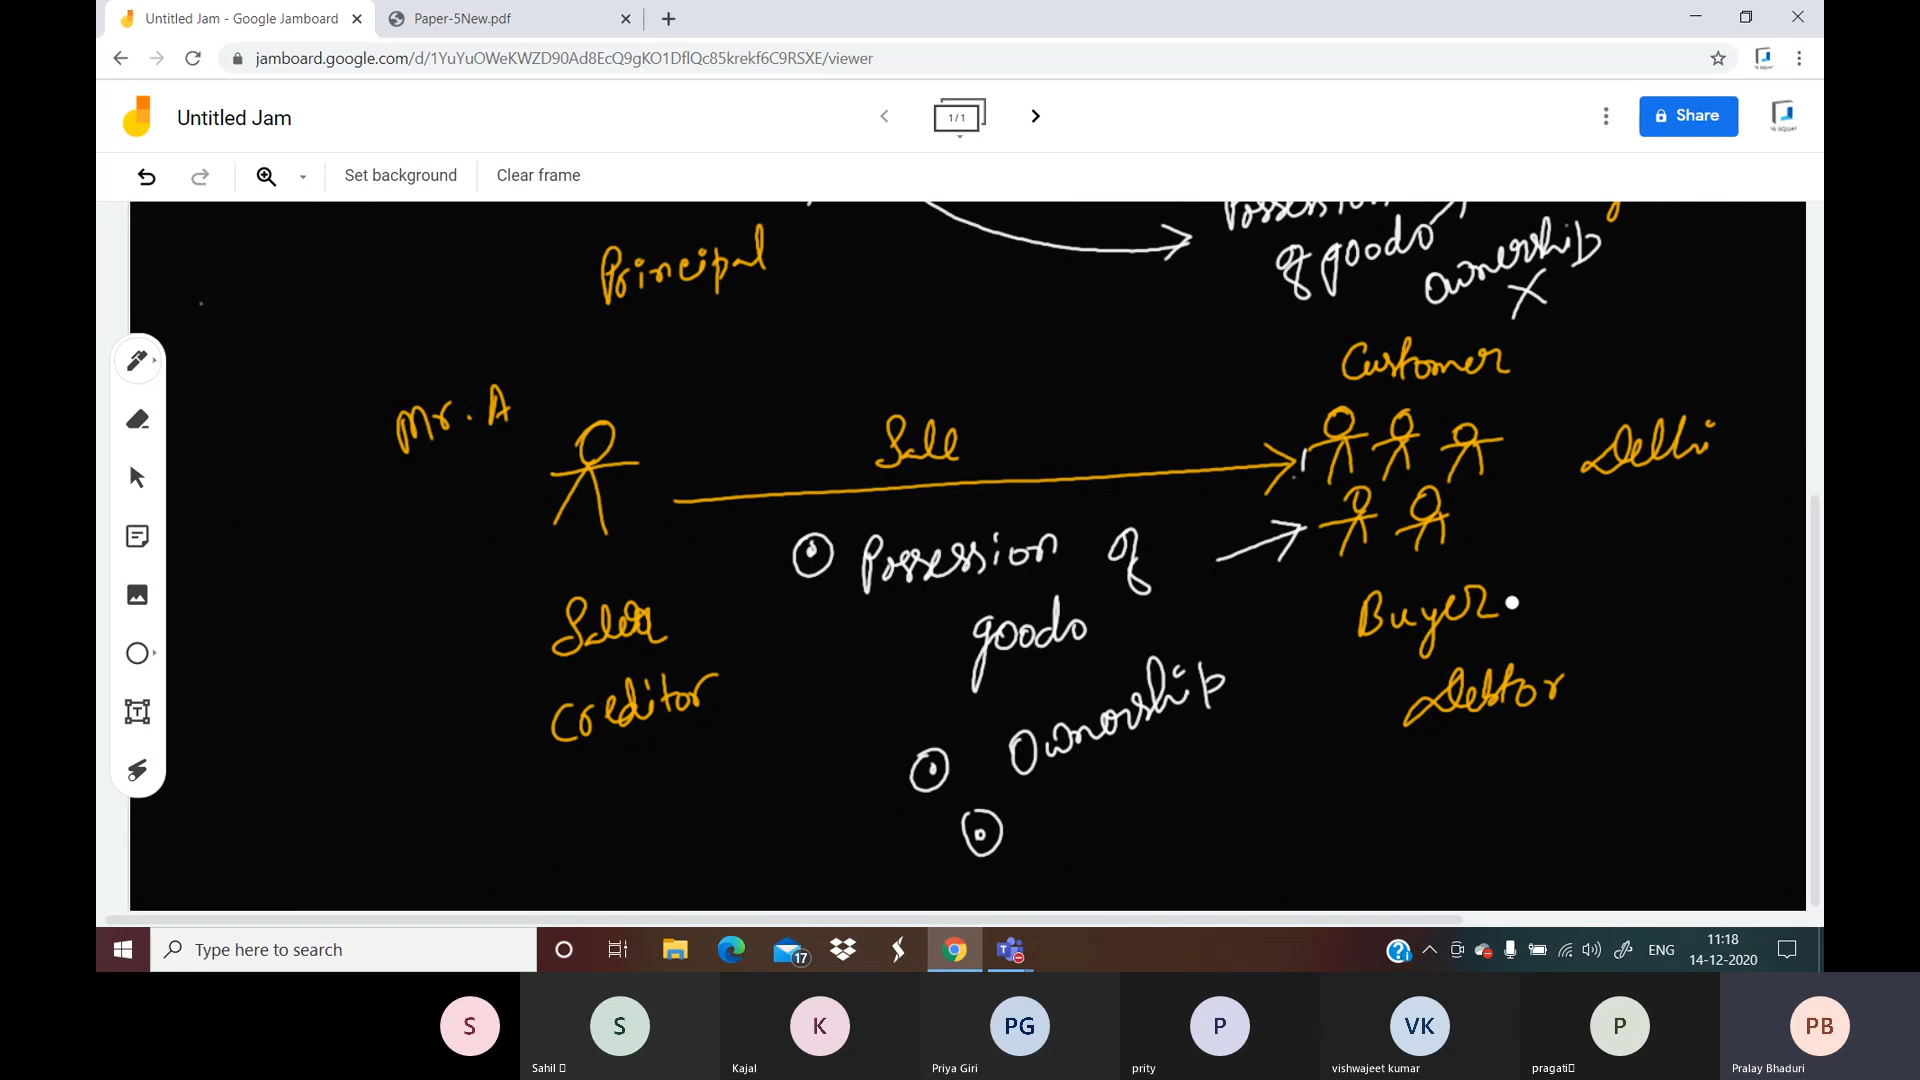 Untitled Jam - Google Jamboard
Paper-5New.pdf
jamboard.google.com/d/1YuYuOWeKWZD90Ad8EcQ9gKO1DflQc85krekf6C9RSXE/viewer
Untitled Jam
1 / 1
Share
Set background
Clear frame
Possession
of goods
ownership
X
Principal
Customer
Mr. A
Sale
Delhi
Possession of
goods
Buyer
Creditor
Debtor
Ownership
Type here to search
17
ENG
11:18
14-12-2020
S
S
K
PG
P
VK
P
PB
Sahil
Kajal
Priya Giri
prity
vishwajeet kumar
pragati
Pralay Bhaduri